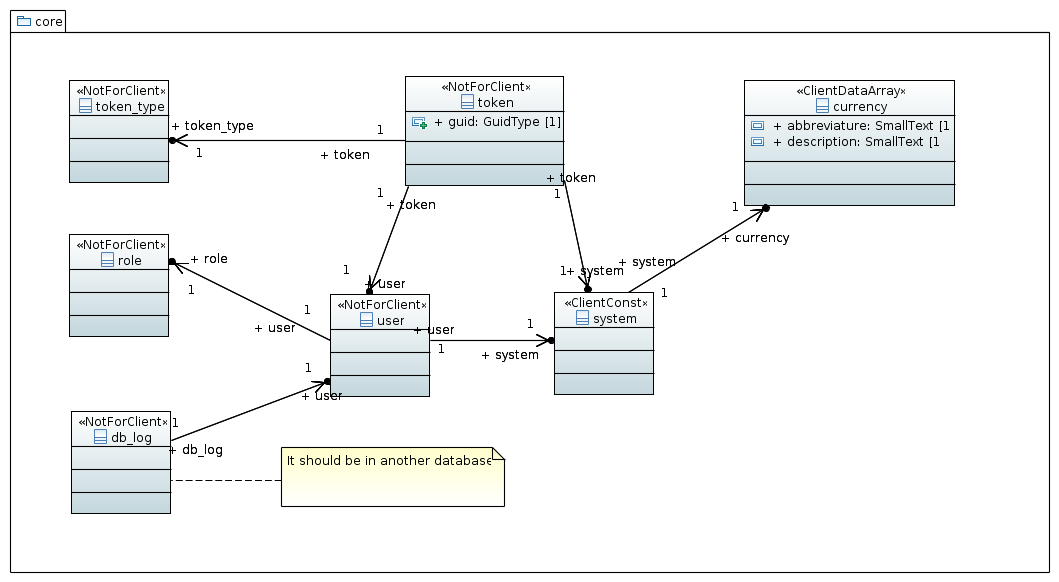 core
«NotForClient»
token_type
«NotForClient»
token
+ guid: GuidType [1]
«ClientDataArray»
currency
+ abbreviature: SmallText [1
+ description: SmallText [1
+ token_type
1
1
+ token
1
+ token
+ token
1
1
+ currency
«NotForClient»
role
+ role
1
1
+ user
1
+ user
1+ system
+ system
1
«NotForClient»
user
+ user
1
1
+ system
«ClientConst»
system
1
+ user
«NotForClient»
db_log
1
+ db_log
It should be in another database